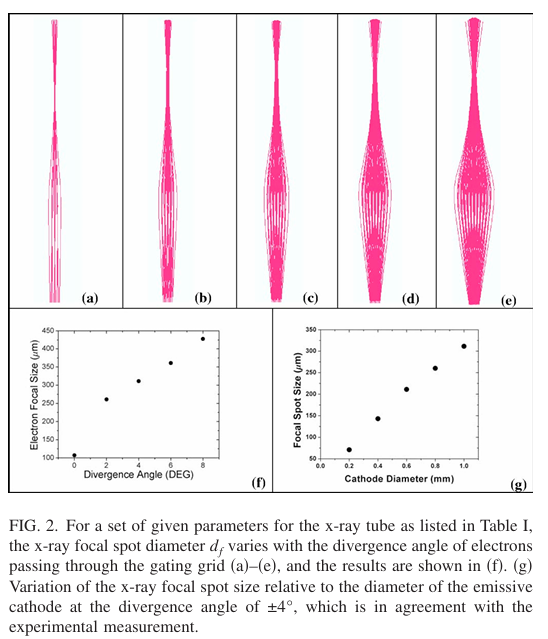 (a)
(b)
(c)
(d)
(e)
450
400
350
300
250
200
150
100
Electron Focal Size (μm)
0 2 4 6 8
Divergence Angle (DEG)
(f)
350
300
250
200
150
100
50
Focal Spot Size (μm)
0.0 0.2 0.4 0.6 0.8 1.0
Cathode Diameter (mm)
(g)
FIG. 2. For a set of given parameters for the x-ray tube as listed in Table I,
the x-ray focal spot diameter df varies with the divergence angle of electrons
passing through the gating grid (a)–(e), and the results are shown in (f). (g)
Variation of the x-ray focal spot size relative to the diameter of the emissive
cathode at the divergence angle of ±4°, which is in agreement with the
experimental measurement.